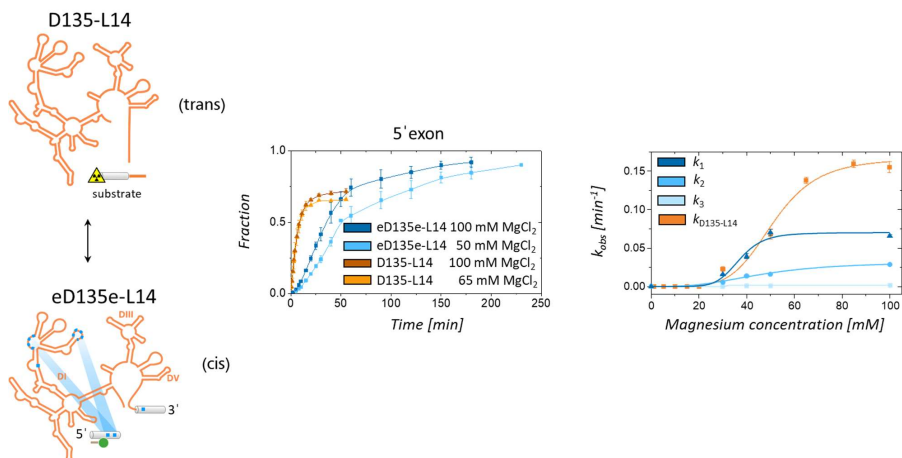 D135-L14
(trans)
substrate
eD135e-L14
(cis)
DIII
DI
DV
3'
5'
5'exon
Fraction
1.0
0.5
0.0
eD135e-L14 100 mM MgCl₂
eD135e-L14 50 mM MgCl₂
D135-L14 100 mM MgCl₂
D135-L14 65 mM MgCl₂
0 50 100 150 200 250
Time [min]
k_obs [min⁻¹]
0.15
0.10
0.05
0.00
k₁
k₂
k₃
k_D135-L14
0 20 40 60 80 100
Magnesium concentration [mM]